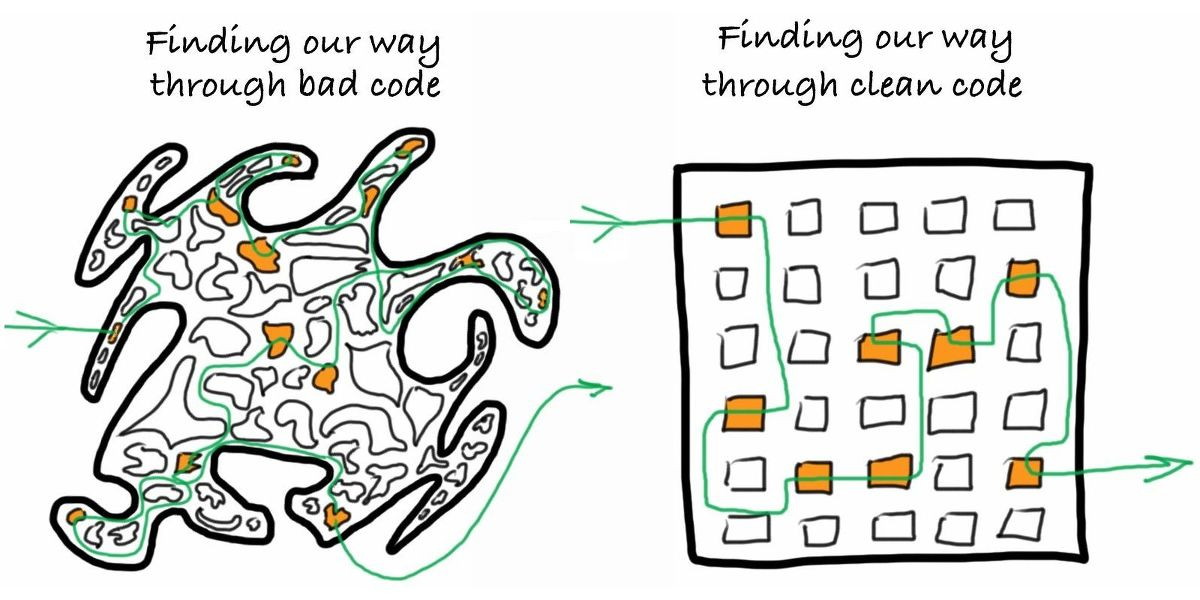 Finding our way
through bad code
Finding our way
through clean code